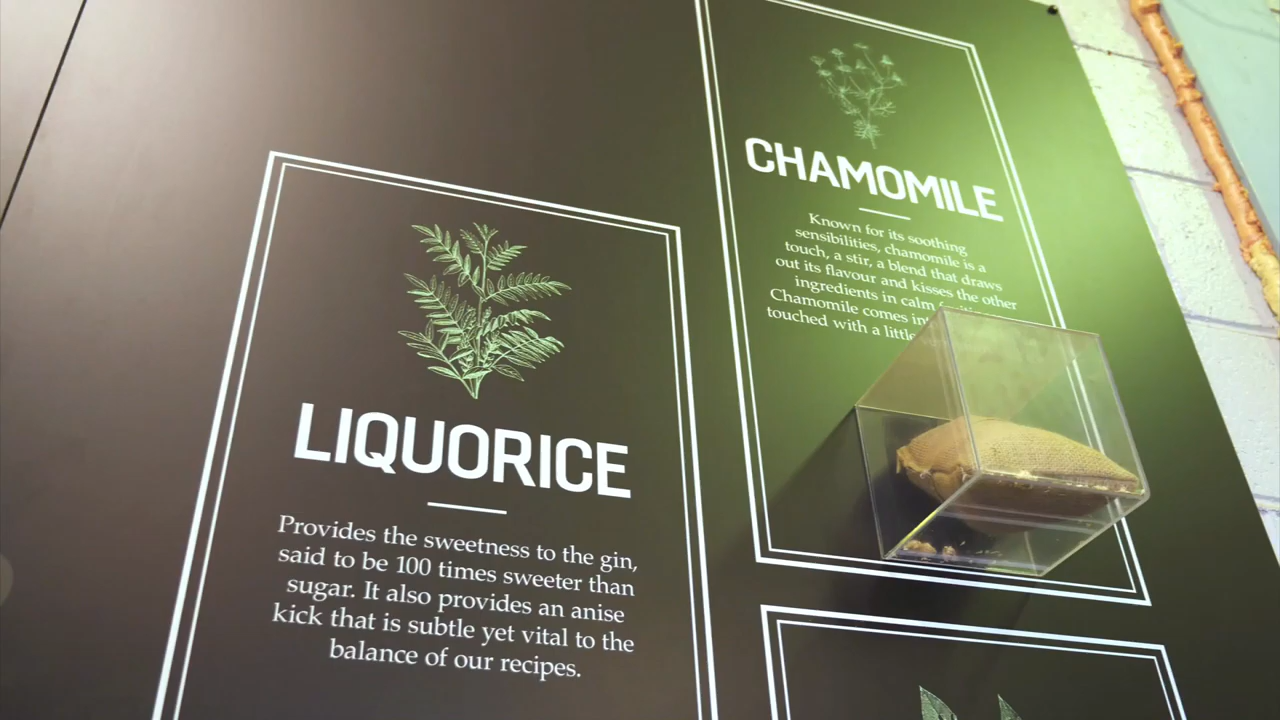 CHAMOMILE
Known for its soothing
sensibilities, chamomile is a
touch, a stir, a blend that draws
out its flavour and kisses the other
ingredients in calm
Chamomile comes
touched with a little
LIQUORICE
Provides the sweetness to the gin,
said to be 100 times sweeter than
sugar. It also provides an anise
kick that is subtle yet vital to the
balance of our recipes.